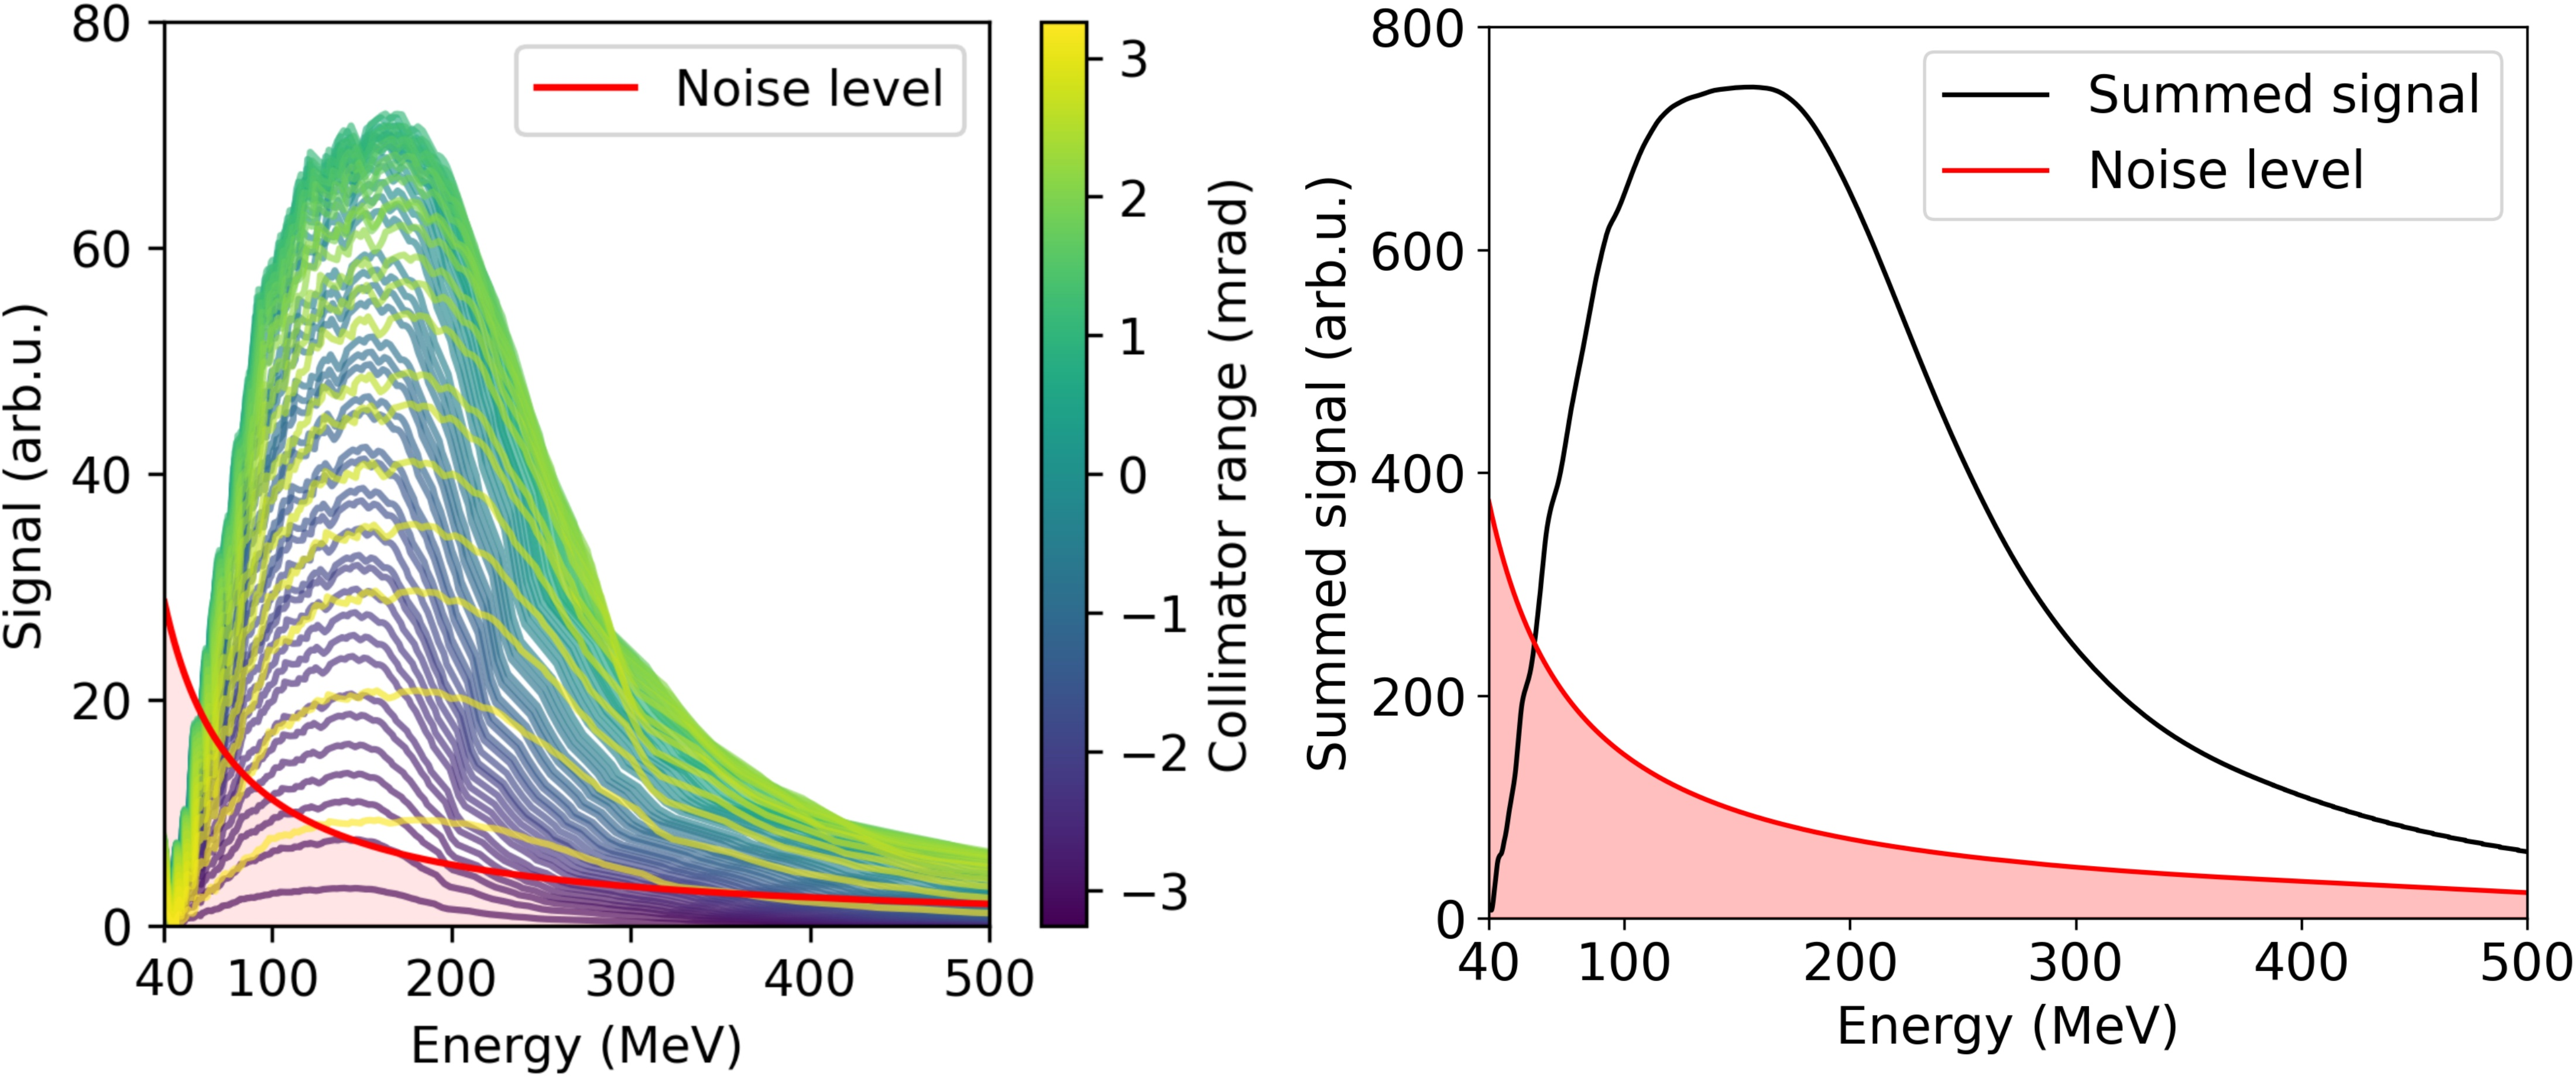 80
60
40
20
0
Signal (arb.u.)
Noise level
40 100 200 300 400 500
Energy (MeV)
3
2
1
0
−1
−2
−3
Collimator range (mrad)
800
600
400
200
0
Summed signal (arb.u.)
Summed signal
Noise level
40 100 200 300 400 500
Energy (MeV)